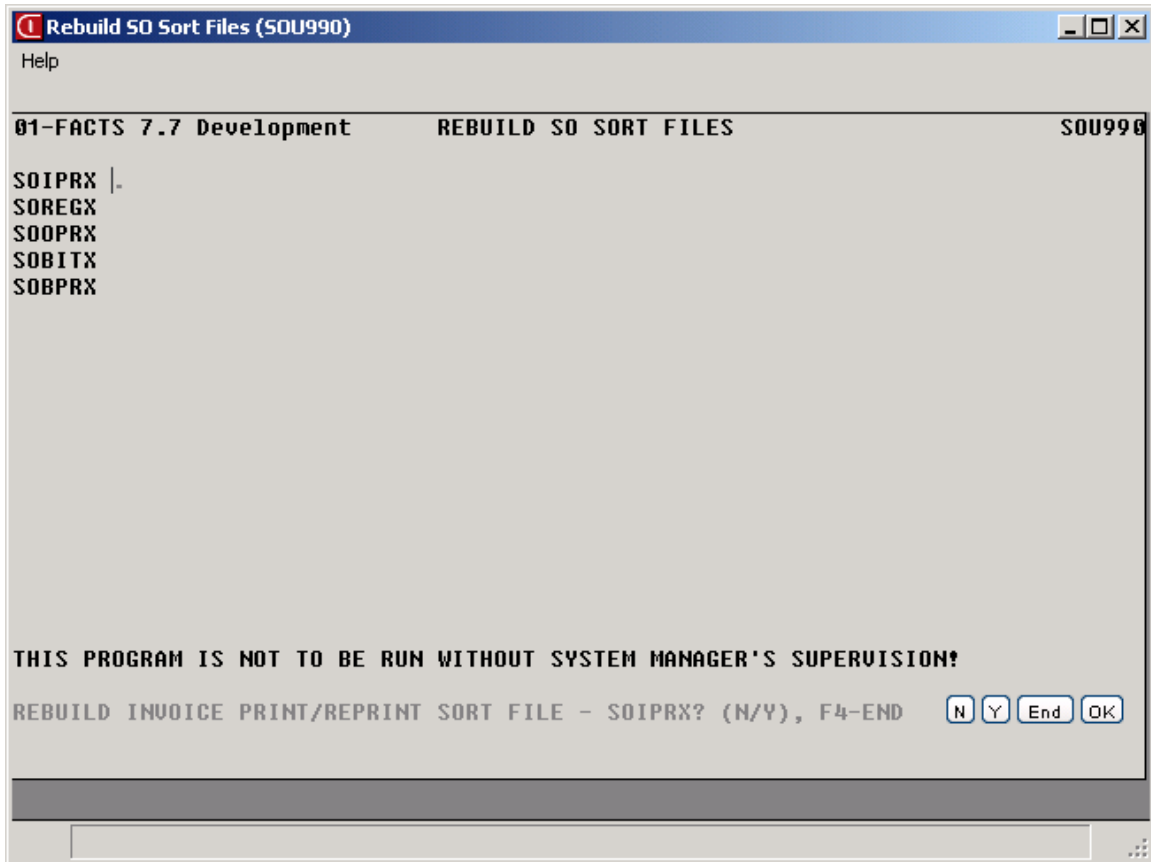 Rebuild SO Sort Files (SOU990)
Help
01-FACTS 7.7 Development REBUILD SO SORT FILES SOU990
SOIPRX .
SOREGX
SOOPRX
SOBITX
SOBPRX
THIS PROGRAM IS NOT TO BE RUN WITHOUT SYSTEM MANAGER'S SUPERVISION!
REBUILD INVOICE PRINT/REPRINT SORT FILE - SOIPRX? (N/Y), F4-END N Y End OK